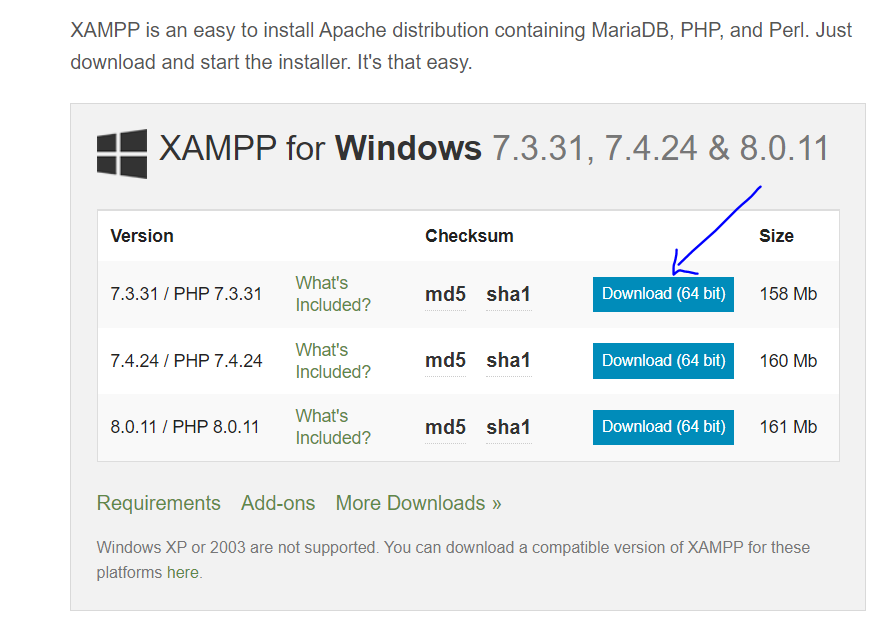 XAMPP is an easy to install Apache distribution containing MariaDB, PHP, and Perl. Just
download and start the installer. It's that easy.
XAMPP for Windows 7.3.31, 7.4.24 & 8.0.11
Version Checksum Size
7.3.31 / PHP 7.3.31 What's Included? md5 sha1 Download (64 bit) 158 Mb
7.4.24 / PHP 7.4.24 What's Included? md5 sha1 Download (64 bit) 160 Mb
8.0.11 / PHP 8.0.11 What's Included? md5 sha1 Download (64 bit) 161 Mb
Requirements Add-ons More Downloads »
Windows XP or 2003 are not supported. You can download a compatible version of XAMPP for these
platforms here.